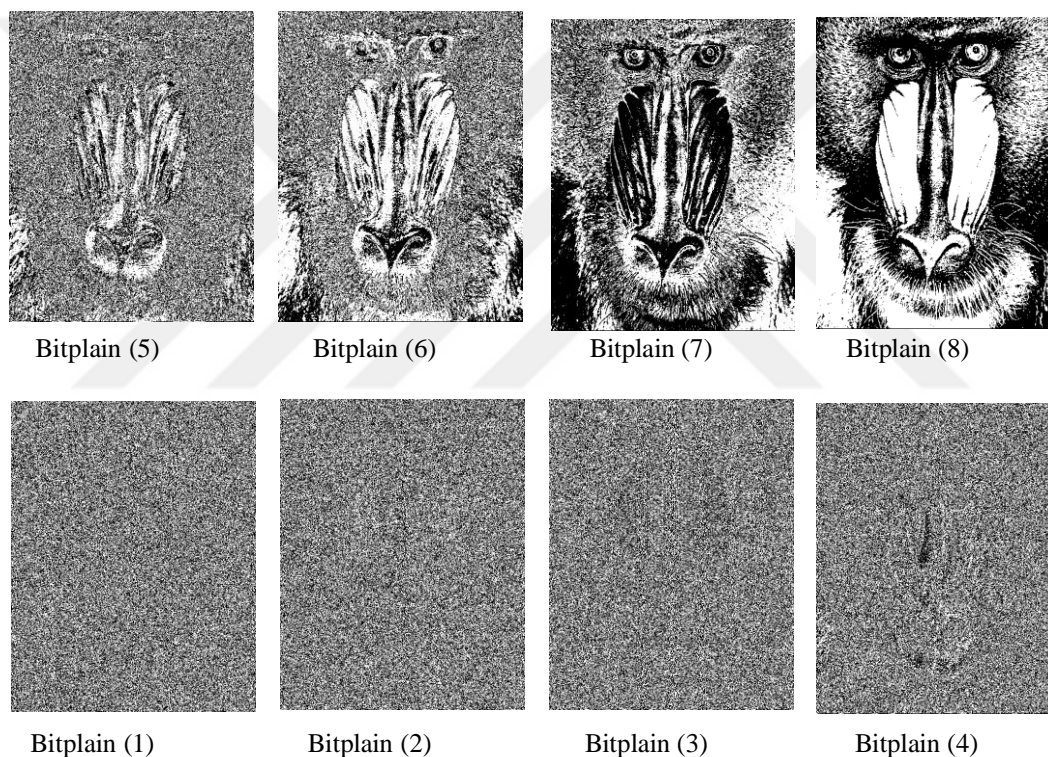 Bitplain (5)
Bitplain (6)
Bitplain (7)
Bitplain (8)
Bitplain (1)
Bitplain (2)
Bitplain (3)
Bitplain (4)